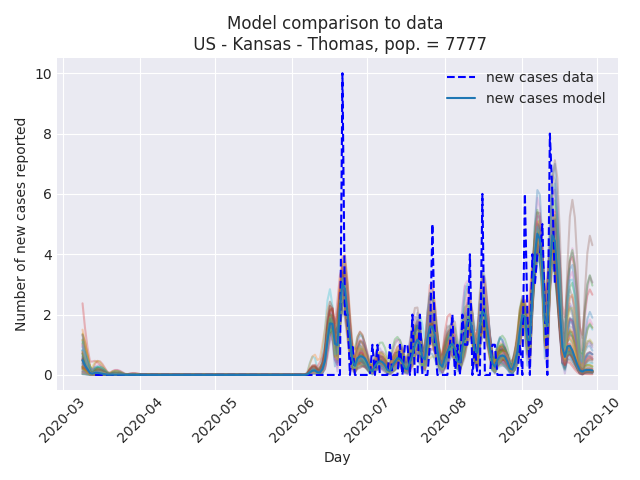 Model comparison to data
US - Kansas - Thomas, pop. = 7777
new cases data
new cases model
Number of new cases reported
10
8
6
4
2
0
2020-03
2020-04
2020-05
2020-06
2020-07
2020-08
2020-09
2020-10
Day